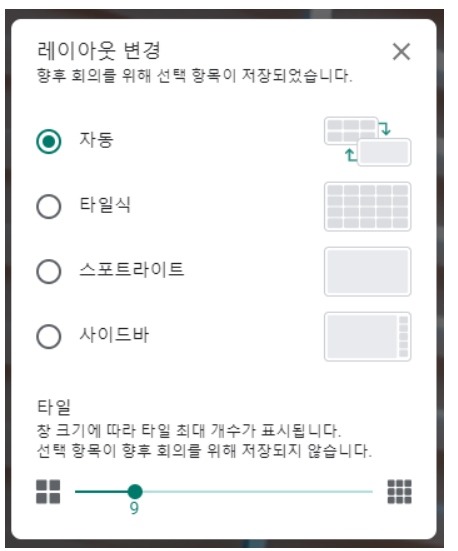 레이아웃 변경
향후 회의를 위해 선택 항목이 저장되었습니다.
자동
타일식
스포트라이트
사이드바
타일
창 크기에 따라 타일 최대 개수가 표시됩니다.
선택 항목이 향후 회의를 위해 저장되지 않습니다.
9